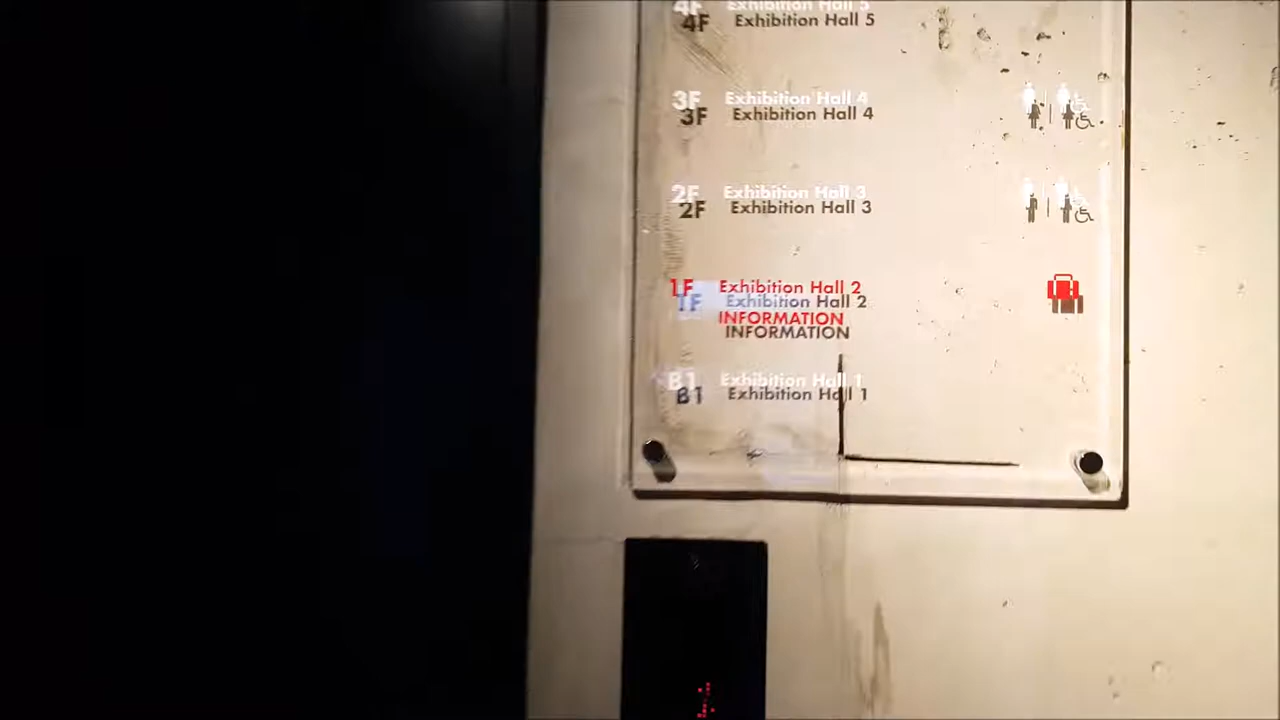 4F Exhibition Hall 5
3F Exhibition Hall 4
2F Exhibition Hall 3
1F Exhibition Hall 2
INFORMATION
B1 Exhibition Hall 1